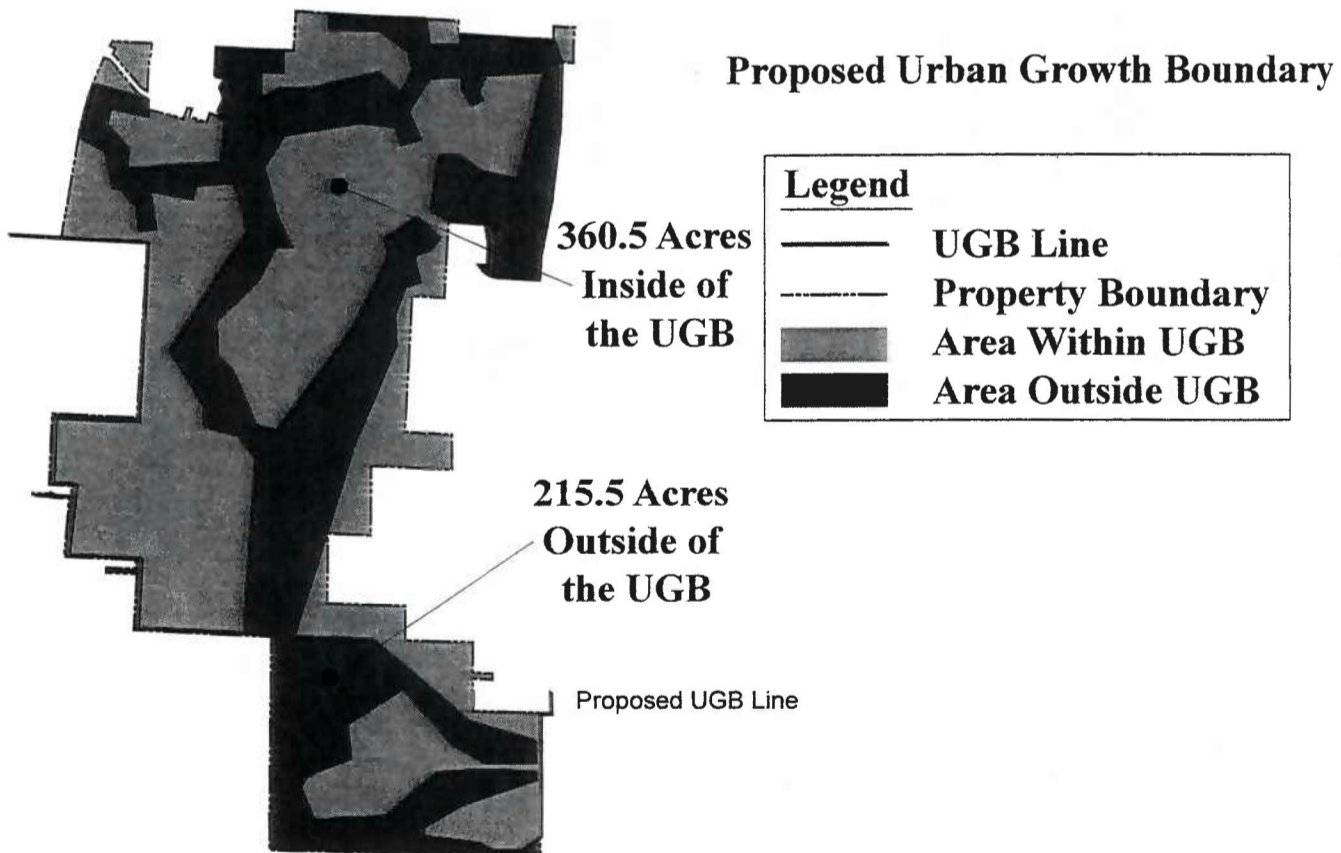 Proposed Urban Growth Boundary
Legend
UGB Line
Property Boundary
Area Within UGB
Area Outside UGB
360.5 Acres
Inside of
the UGB
215.5 Acres
Outside of
the UGB
Proposed UGB Line